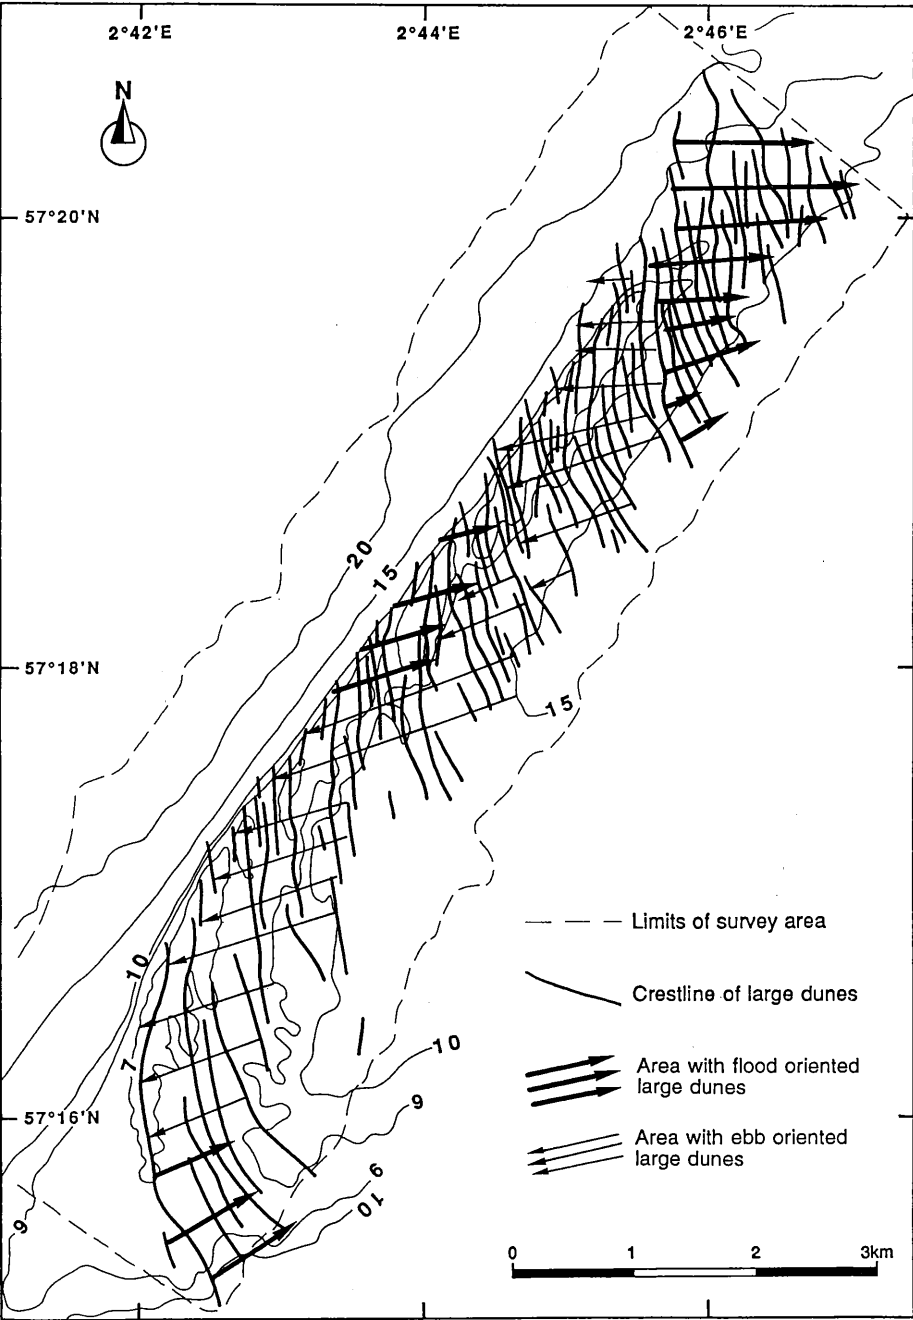 2°42'E
2°44'E
2°46'E
N
57°20'N
20
15
57°18'N
15
Limits of survey area
10
Crestline of large dunes
7
10
Area with flood oriented
large dunes
9
57°16'N
Area with ebb oriented
large dunes
9
10
9
0 1 2 3km